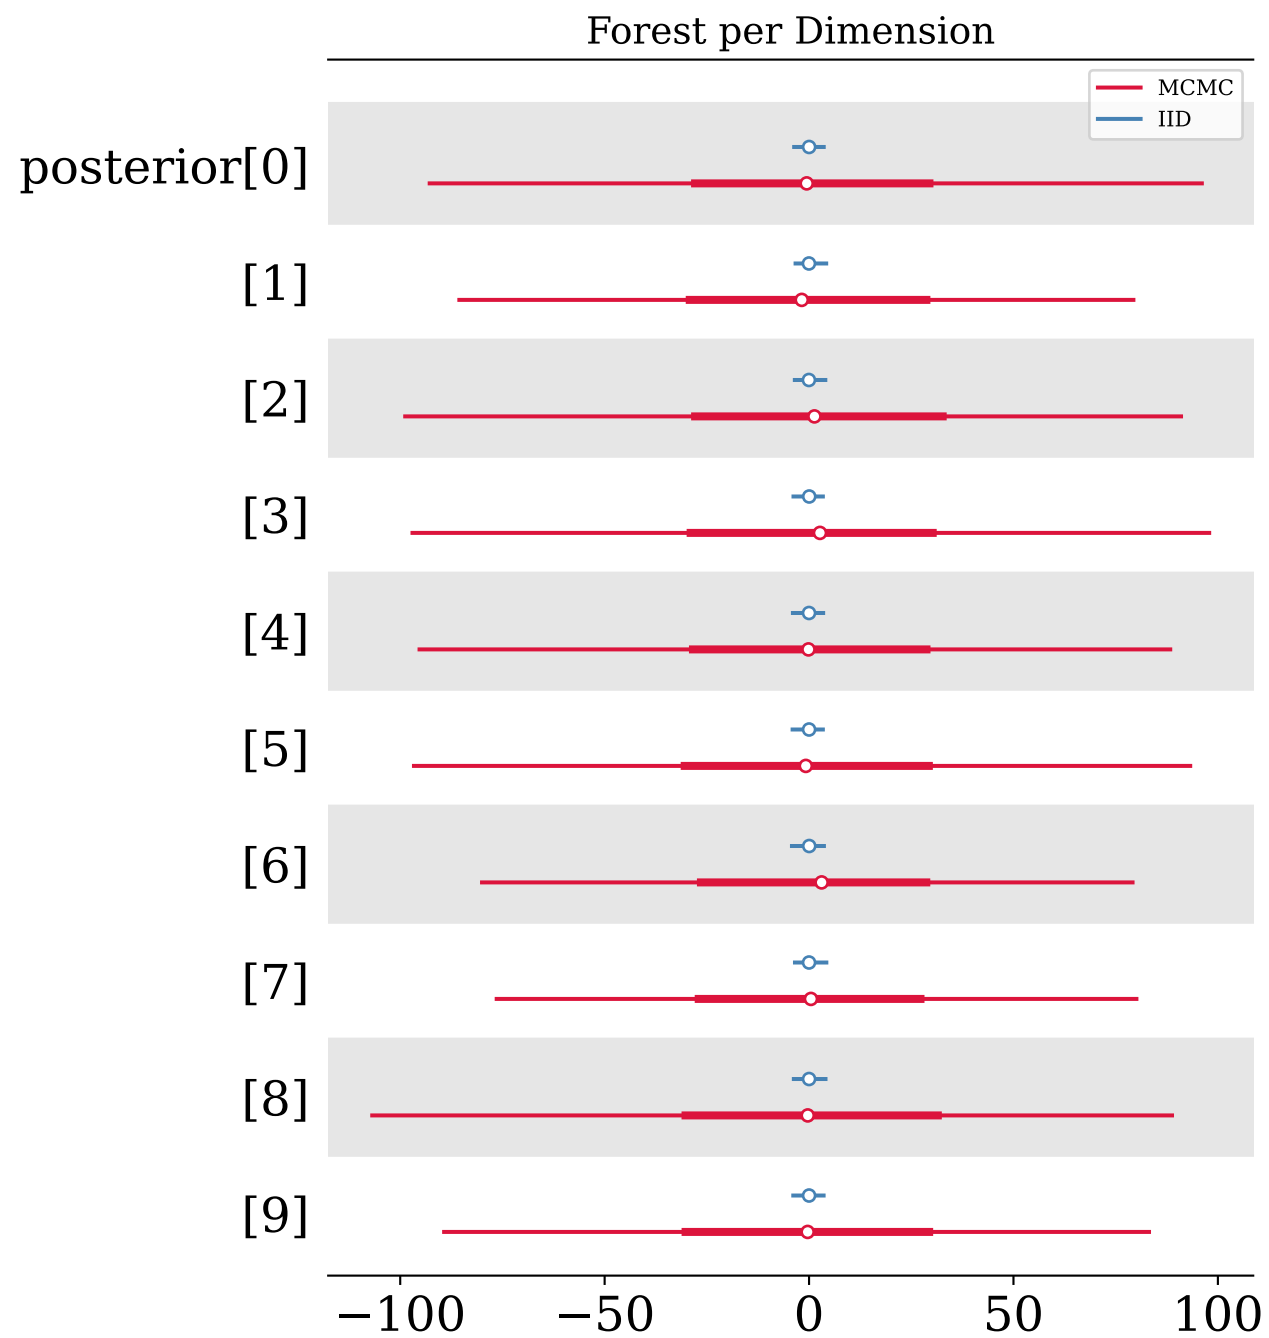 Forest per Dimension
MCMC
IID
posterior[0]
[1]
[2]
[3]
[4]
[5]
[6]
[7]
[8]
[9]
−100 −50 0 50 100